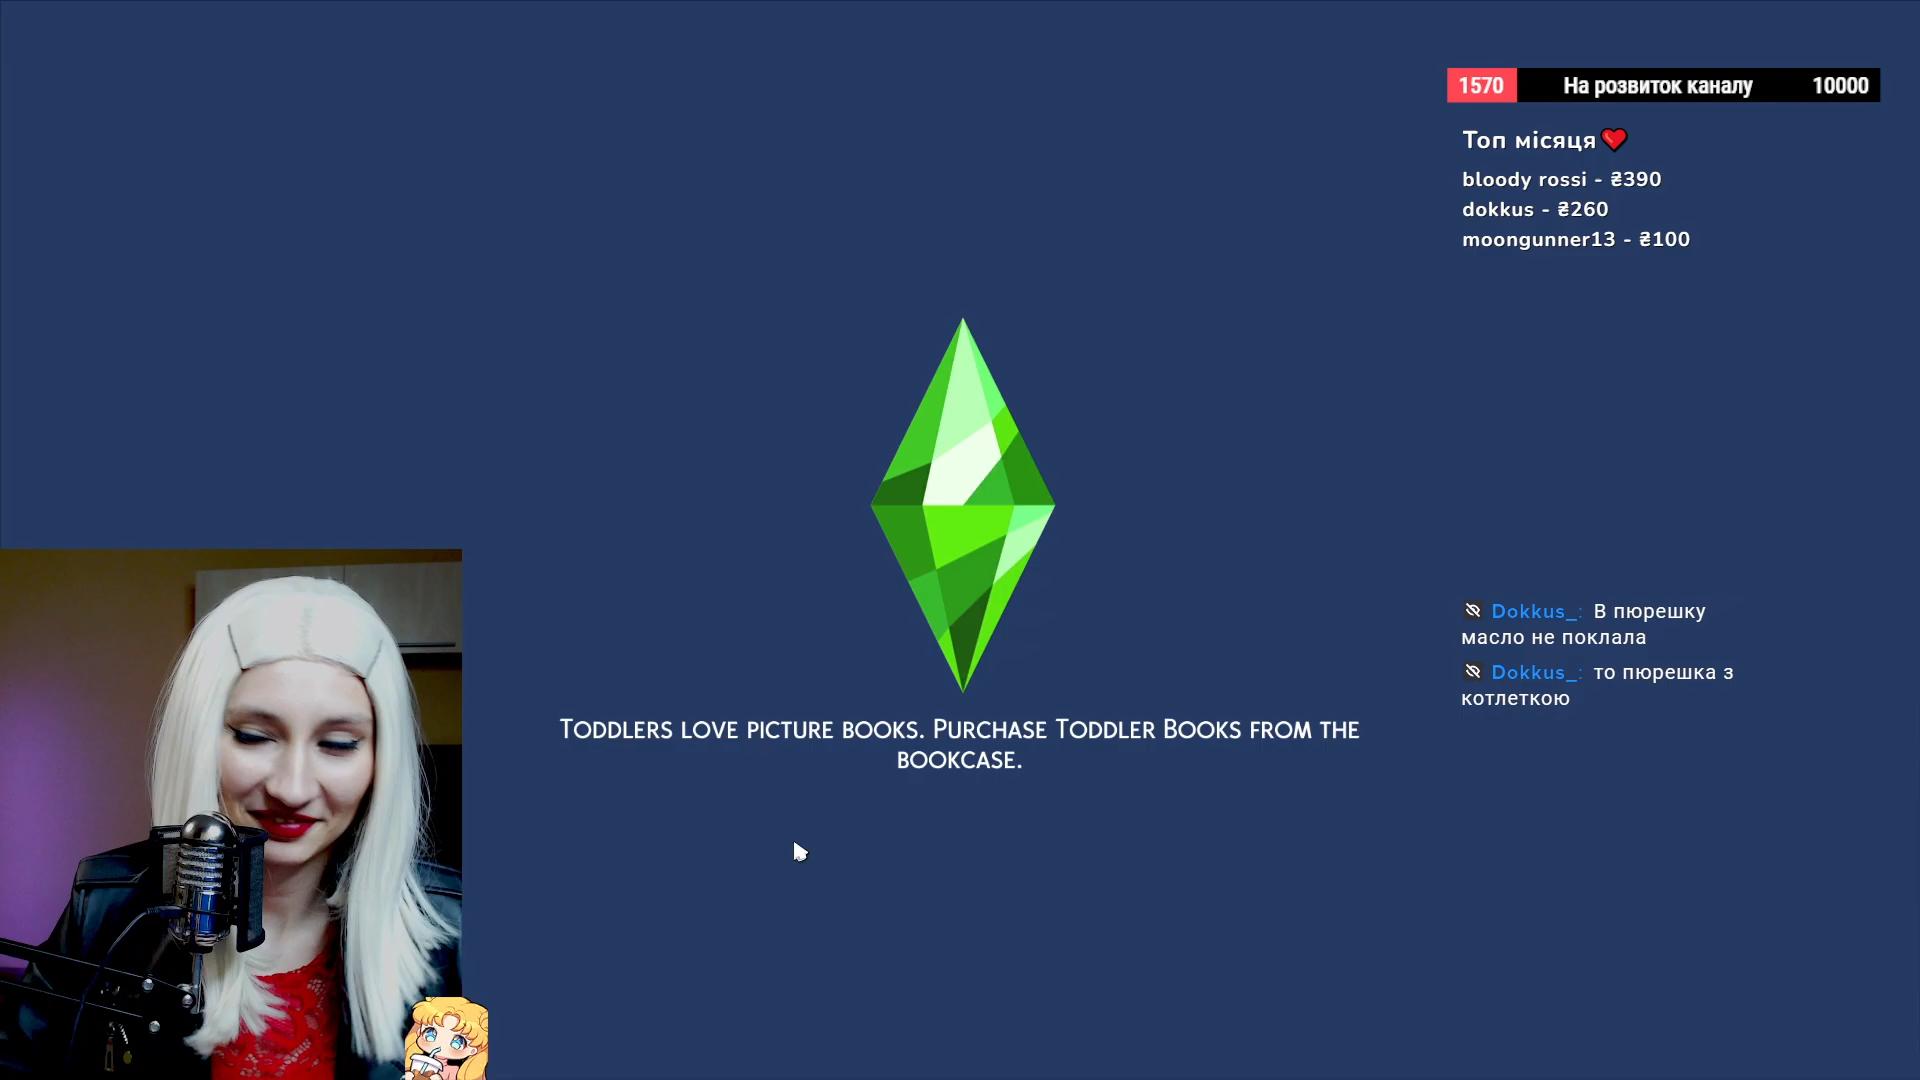 1570 На розвиток каналу 10000
Топ місяця
bloody rossi - ₴390
dokkus - ₴260
moongunner13 - ₴100
Dokkus_: В пюрешку
масло не поклала
Dokkus_: то пюрешка з
котлеткою
TODDLERS LOVE PICTURE BOOKS. PURCHASE TODDLER BOOKS FROM THE
BOOKCASE.